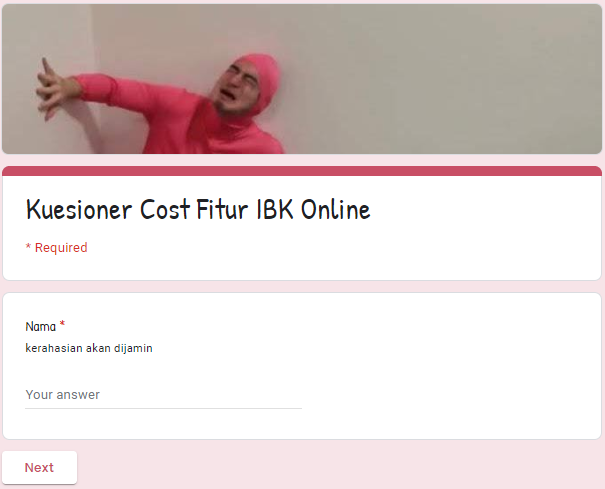 Kuesioner Cost Fitur IBK Online
* Required
Nama *
kerahasian akan dijamin
Your answer
Next